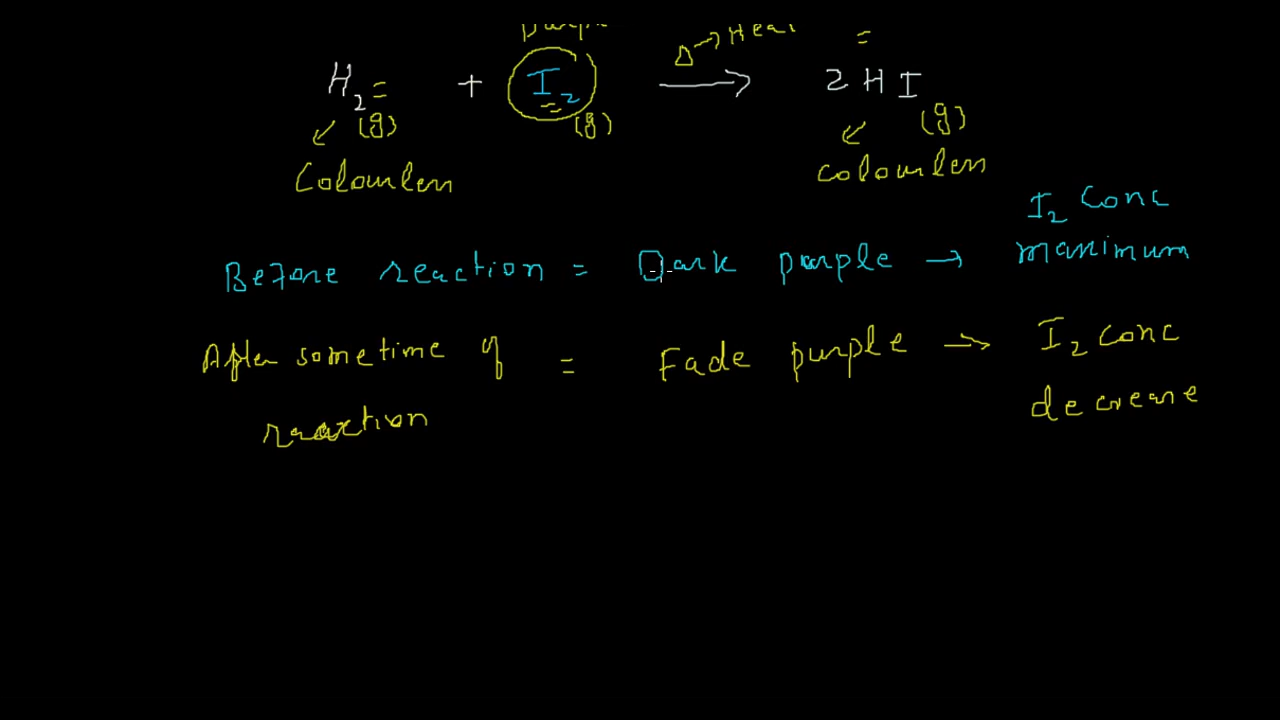 purple Δ → Heat
H₂ + I₂ → 2HI
(g) (g) (g)
Colourless colourless
I₂ Conc
Before reaction = Dark purple → maximum
After sometime of = Fade purple → I₂ conc
reaction decrease